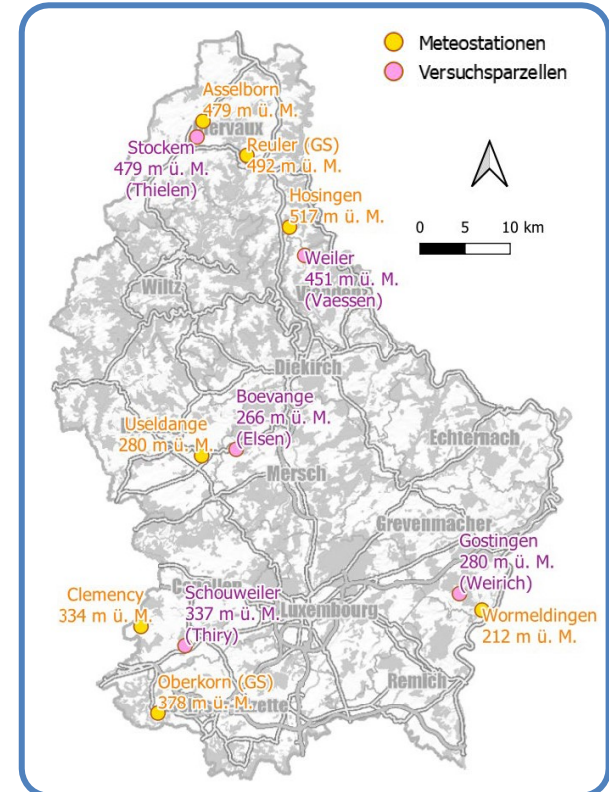 Meteostationen
Versuchsparzellen
Asselborn
479 m ü. M.
Stockem
479 m ü. M.
(Thielen)
Reuler (GS)
492 m ü. M.
Hosingen
517 m ü. M.
0 5 10 km
Weiler
451 m ü. M.
(Vaessen)
Wiltz
Diekirch
Boevange
266 m ü. M.
(Elsen)
Useldange
280 m ü. M.
Echternach
Mersch
Grevenmacher
Gostingen
280 m ü. M.
(Weirich)
Clemency
334 m ü. M.
Schouweiler
337 m ü. M.
(Thiry)
Luxembourg
Wormeldingen
212 m ü. M.
Oberkorn (GS)
378 m ü. M.
Remich